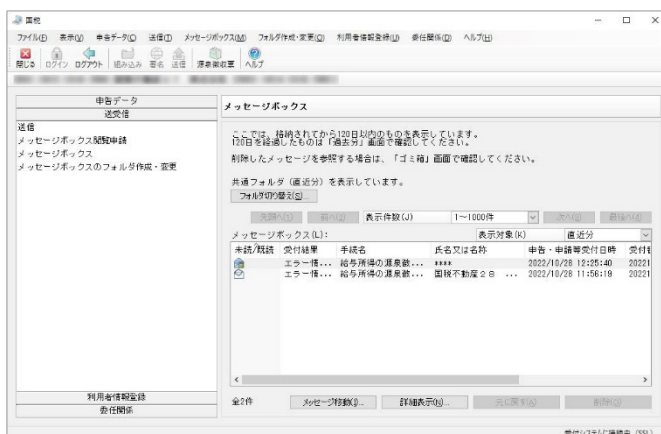 国税
ファイル(F) 表示(V) 申告データ(O) 送信(T) メッセージボックス(M) フォルダ作成・変更(Q) 利用者情報登録(U) 委任関係(D) ヘルプ(H)
閉じる ログイン ログアウト 組み込み 署名 送信 源泉徴収票 ヘルプ
申告データ
送受信
送信
メッセージボックス閲覧申請
メッセージボックス
メッセージボックスのフォルダ作成・変更
利用者情報登録
委任関係
メッセージボックス
ここでは、格納されてから120日以内のものを表示しています。
120日を経過したものは「過去分」画面で確認してください。
削除したメッセージを参照する場合は、「ゴミ箱」画面で確認してください。
共通フォルダ（直近分）を表示しています。
フォルダ切り替え(S)...
先頭へ(1) 前へ(2) 表示件数(J) 1～1000件 次へ(3) 最後へ(4)
メッセージボックス(L): 表示対象(K) 直近分
未読/既読 受付結果 手続名 氏名又は名称 申告・申請等受付日時 受付
エラー情... 給与所得の源泉徴... **** 2022/10/28 12:25:40 20221
エラー情... 給与所得の源泉徴... 国税不動産２８ ... 2022/10/28 11:56:19 20221
全2件 メッセージ移動(I)... 詳細表示(N)... 元に戻す(A) 削除(D)
受付システムに接続中 (SSL)